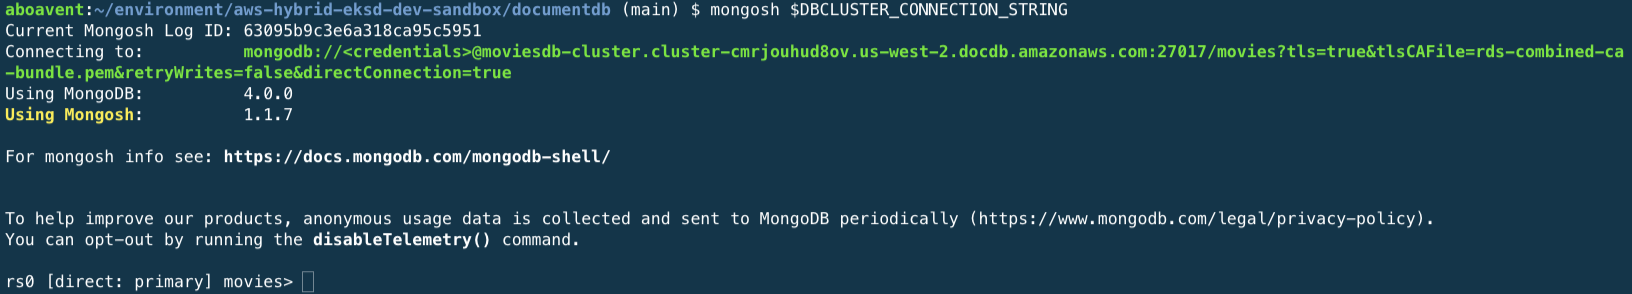 aboavent:~/environment/aws-hybrid-eksd-dev-sandbox/documentdb (main) $ mongosh $DBCLUSTER_CONNECTION_STRING
Current Mongosh Log ID: 63095b9c3e6a318ca95c5951
Connecting to:          mongodb://<credentials>@moviesdb-cluster.cluster-cmrjouhud8ov.us-west-2.docdb.amazonaws.com:27017/movies?tls=true&tlsCAFile=rds-combined-ca
-bundle.pem&retryWrites=false&directConnection=true
Using MongoDB:          4.0.0
Using Mongosh:          1.1.7
For mongosh info see: https://docs.mongodb.com/mongodb-shell/
To help improve our products, anonymous usage data is collected and sent to MongoDB periodically (https://www.mongodb.com/legal/privacy-policy).
You can opt-out by running the disableTelemetry() command.
rs0 [direct: primary] movies>